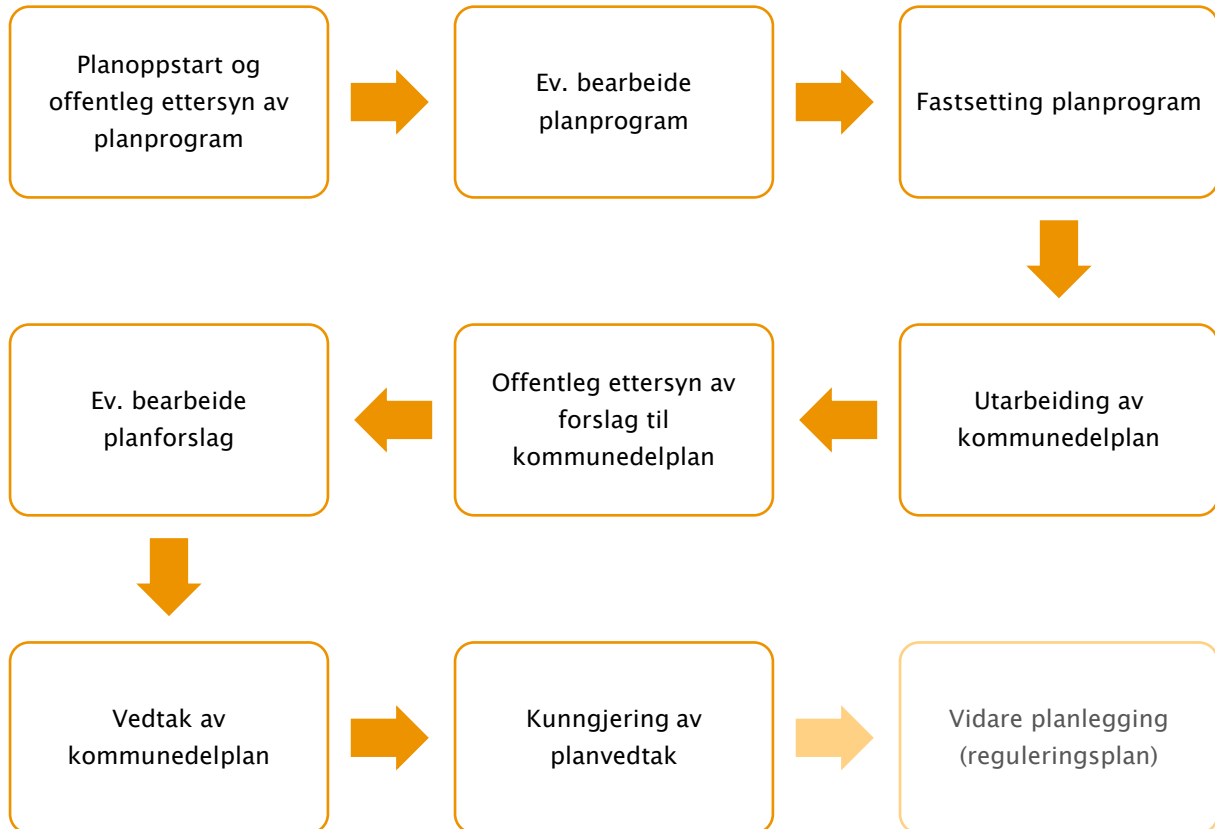 Planoppstart og
offentleg ettersyn av
planprogram
Ev. bearbeide
planprogram
Fastsetting planprogram
Utarbeiding av
kommunedelplan
Offentleg ettersyn av
forslag til
kommunedelplan
Ev. bearbeide
planforslag
Vedtak av
kommunedelplan
Kunngjering av
planvedtak
Vidare planlegging
(reguleringsplan)